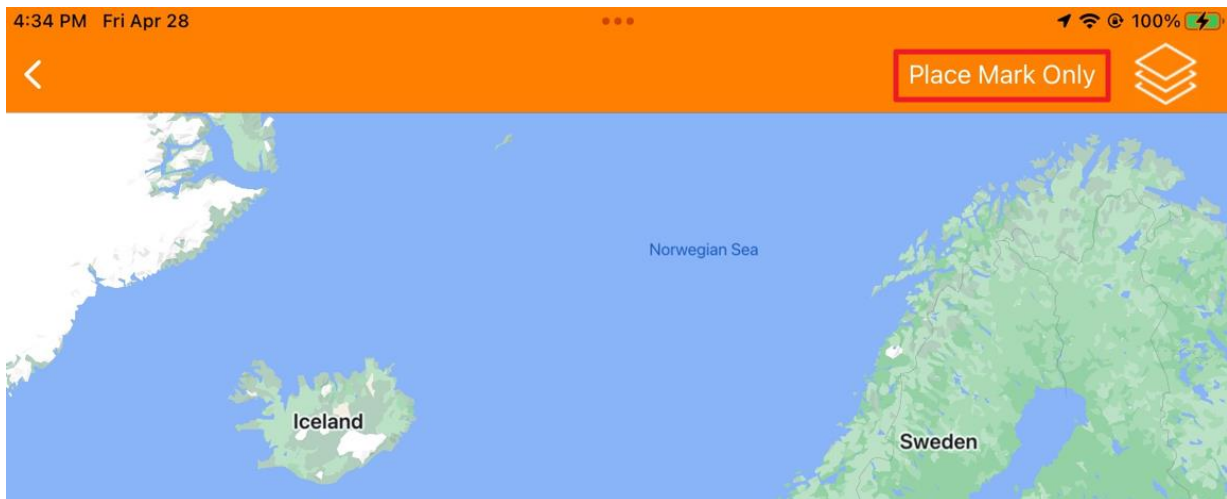 4:34 PM Fri Apr 28
100%
Place Mark Only
Norwegian Sea
Iceland
Sweden